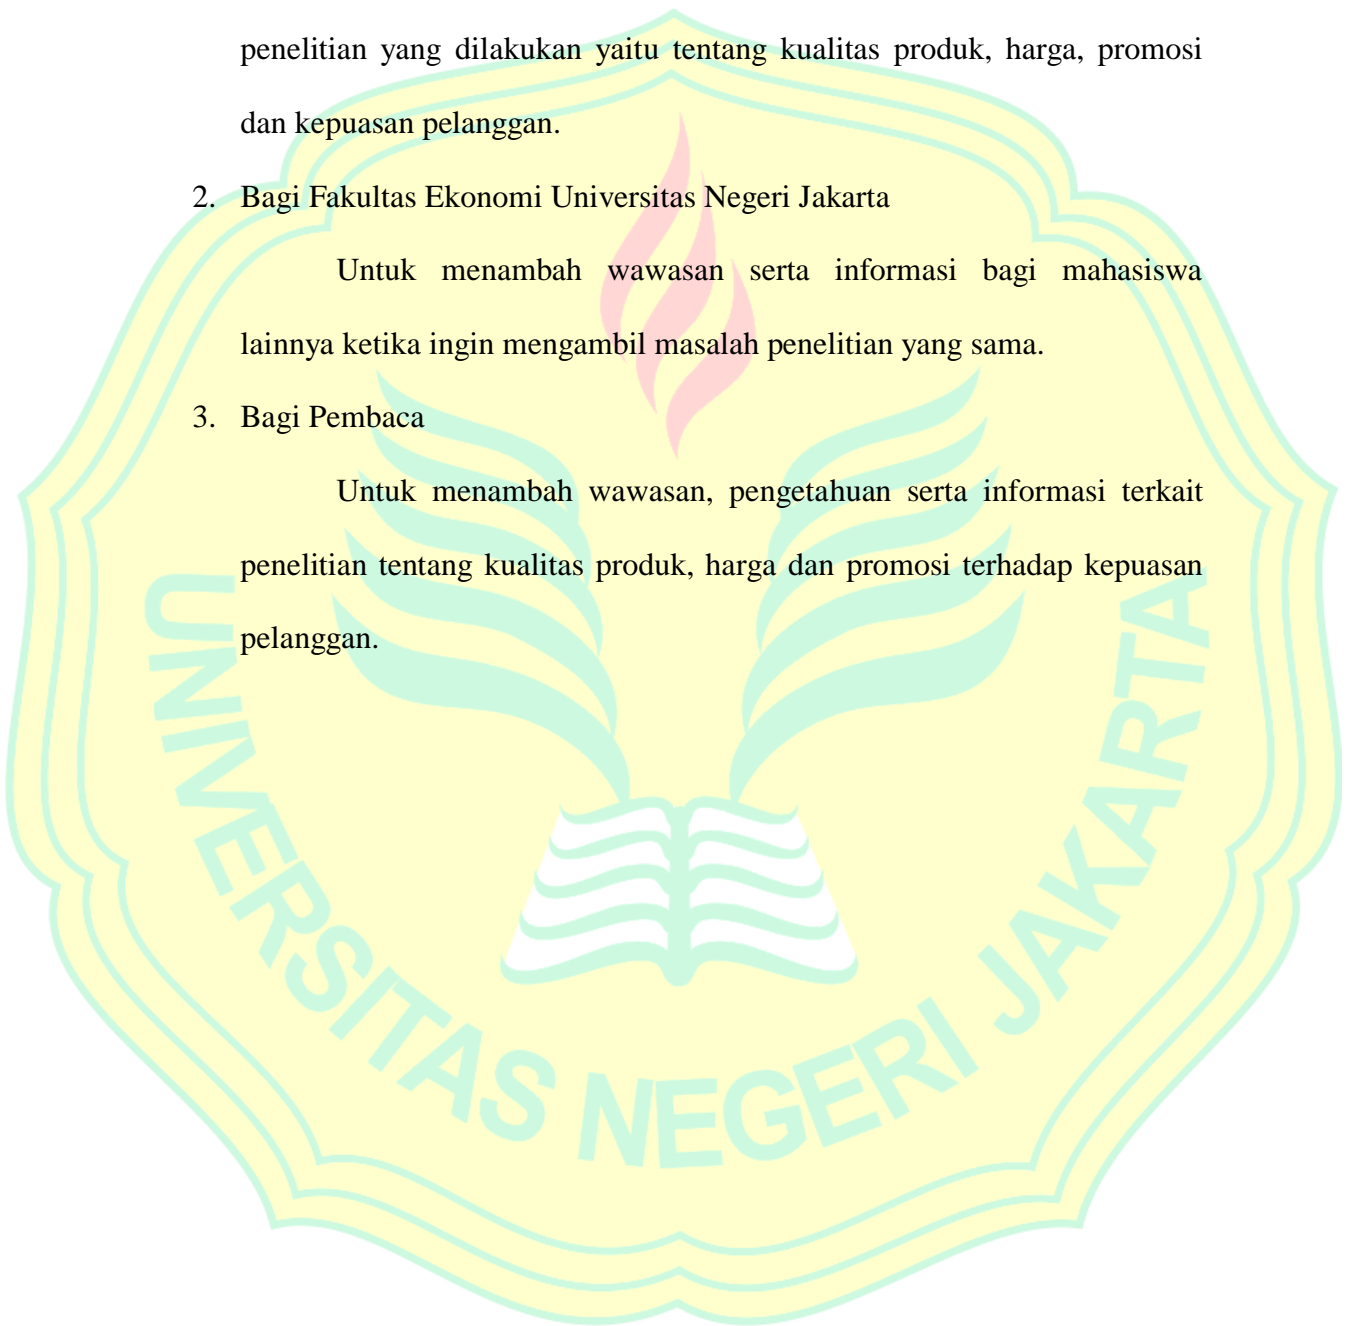 penelitian yang dilakukan yaitu tentang kualitas produk, harga, promosi
dan kepuasan pelanggan.
2. Bagi Fakultas Ekonomi Universitas Negeri Jakarta
Untuk menambah wawasan serta informasi bagi mahasiswa
lainnya ketika ingin mengambil masalah penelitian yang sama.
3. Bagi Pembaca
Untuk menambah wawasan, pengetahuan serta informasi terkait
penelitian tentang kualitas produk, harga dan promosi terhadap kepuasan
pelanggan.
UNIVERSITAS NEGERI JAKARTA